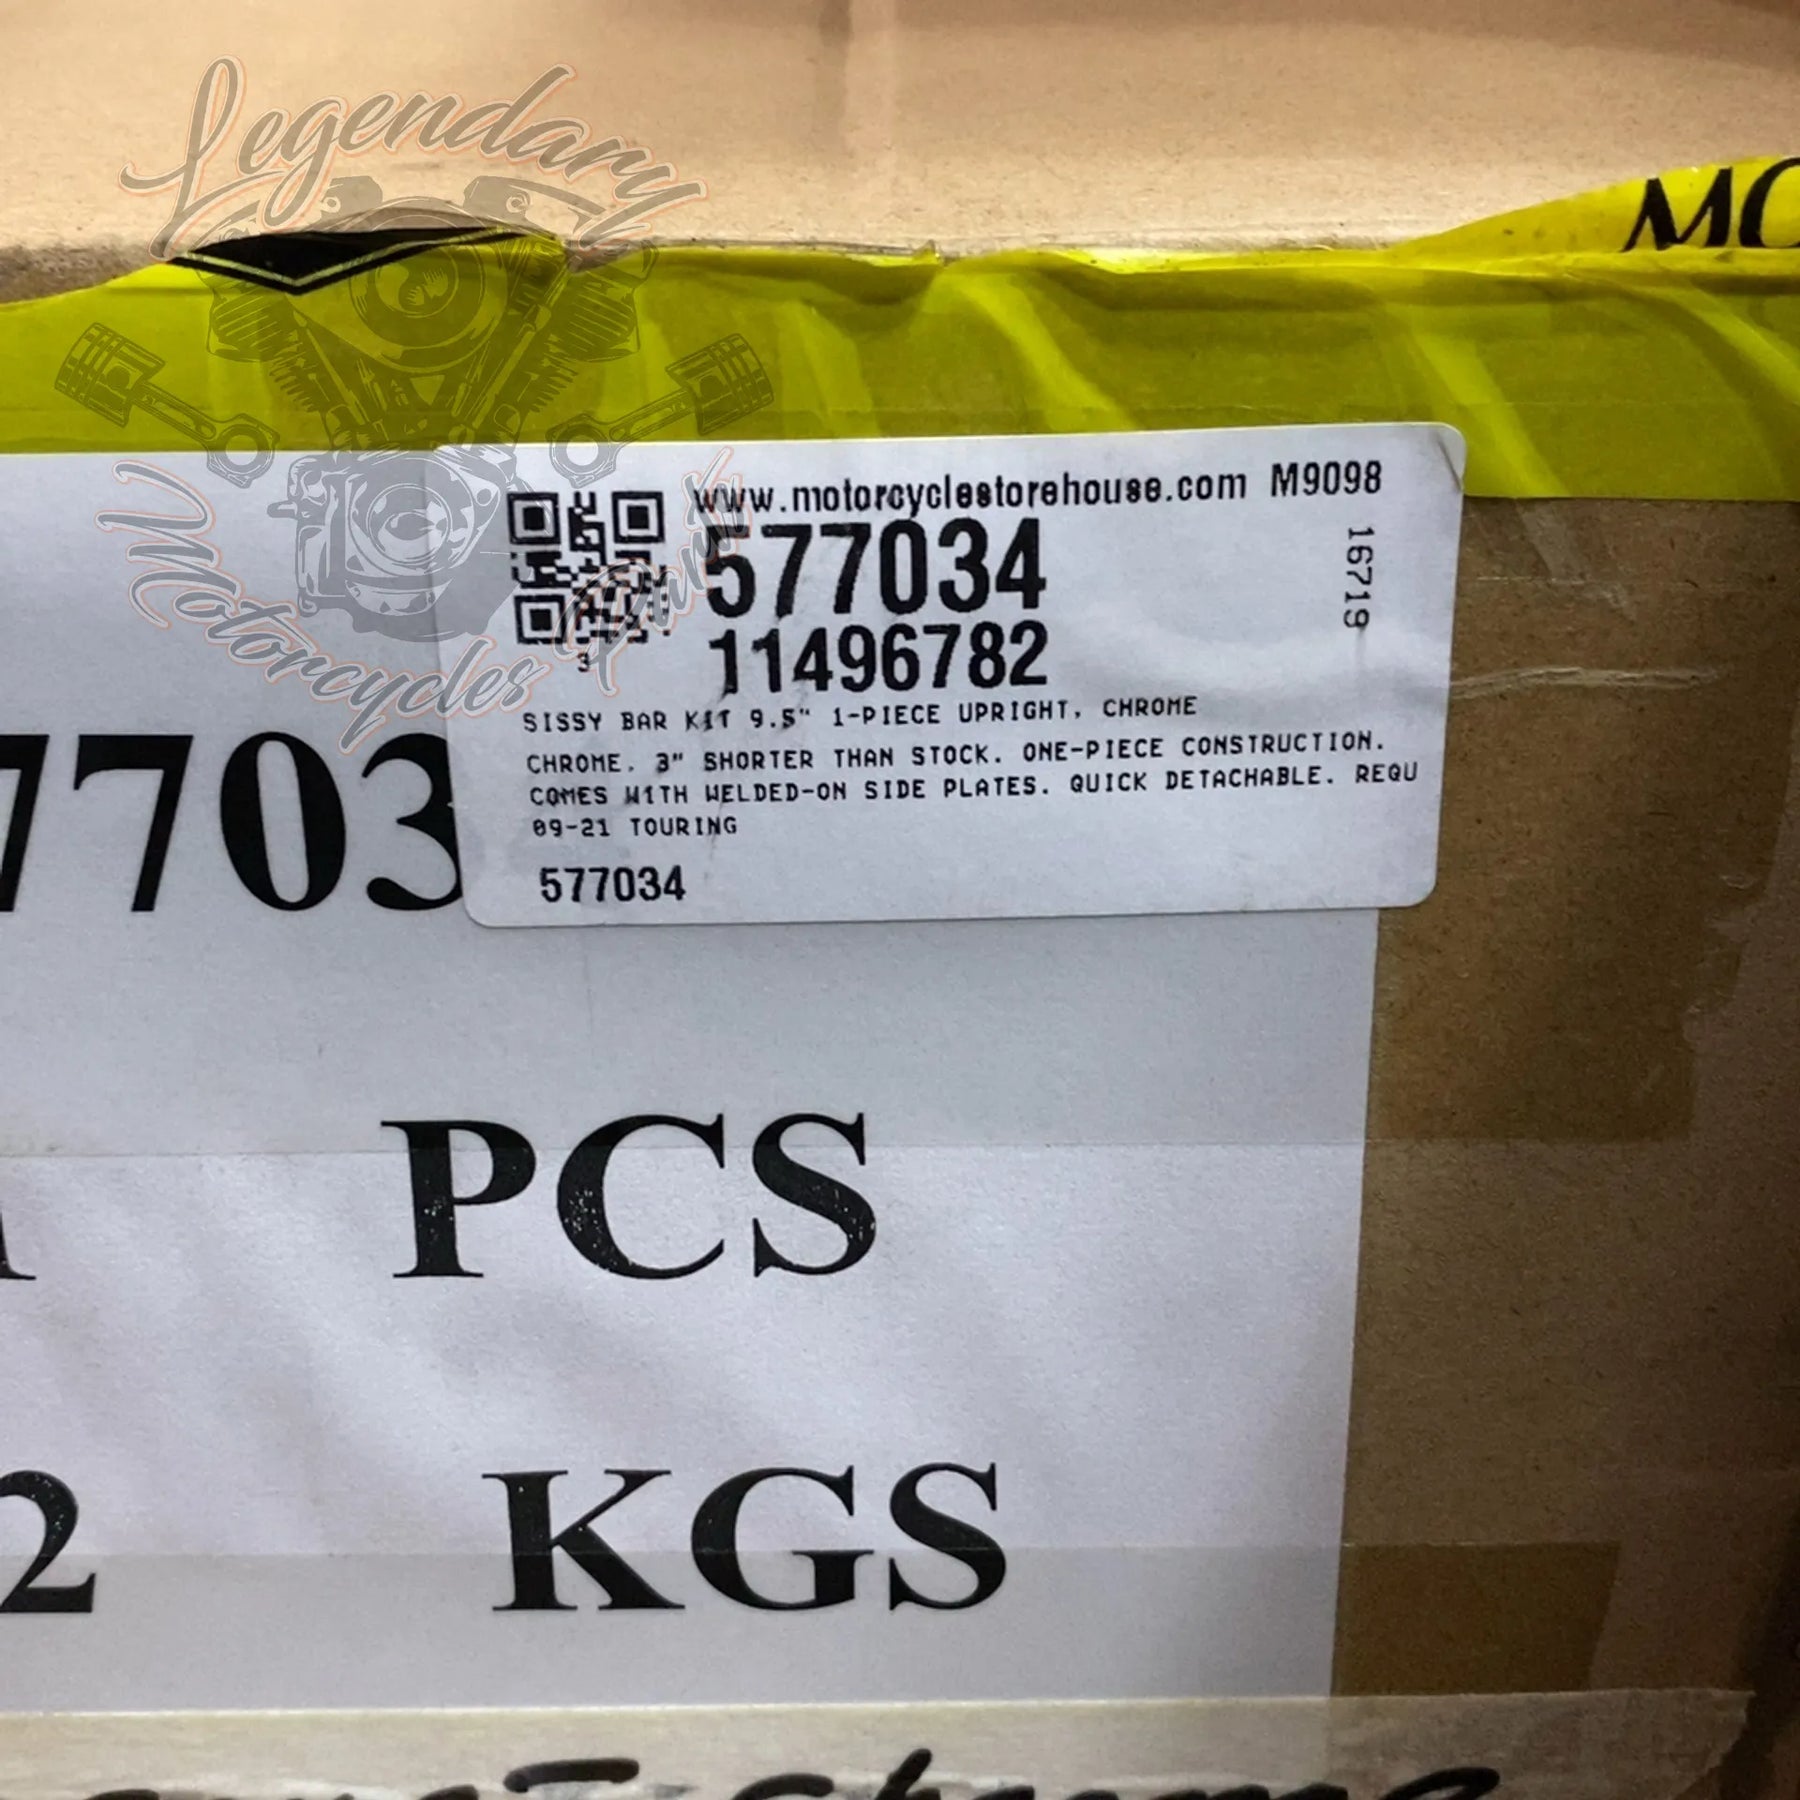 Legendary
Motorcycles Parts
MO
www.motorcyclestorehouse.com M9098
577034
16719
11496782
3
SISSY BAR KIT 9.5" 1-PIECE UPRIGHT, CHROME
CHROME. 3" SHORTER THAN STOCK. ONE-PIECE CONSTRUCTION.
COMES WITH WELDED-ON SIDE PLATES. QUICK DETACHABLE. REQU
09-21 TOURING
577034
7703
PCS
2 KGS